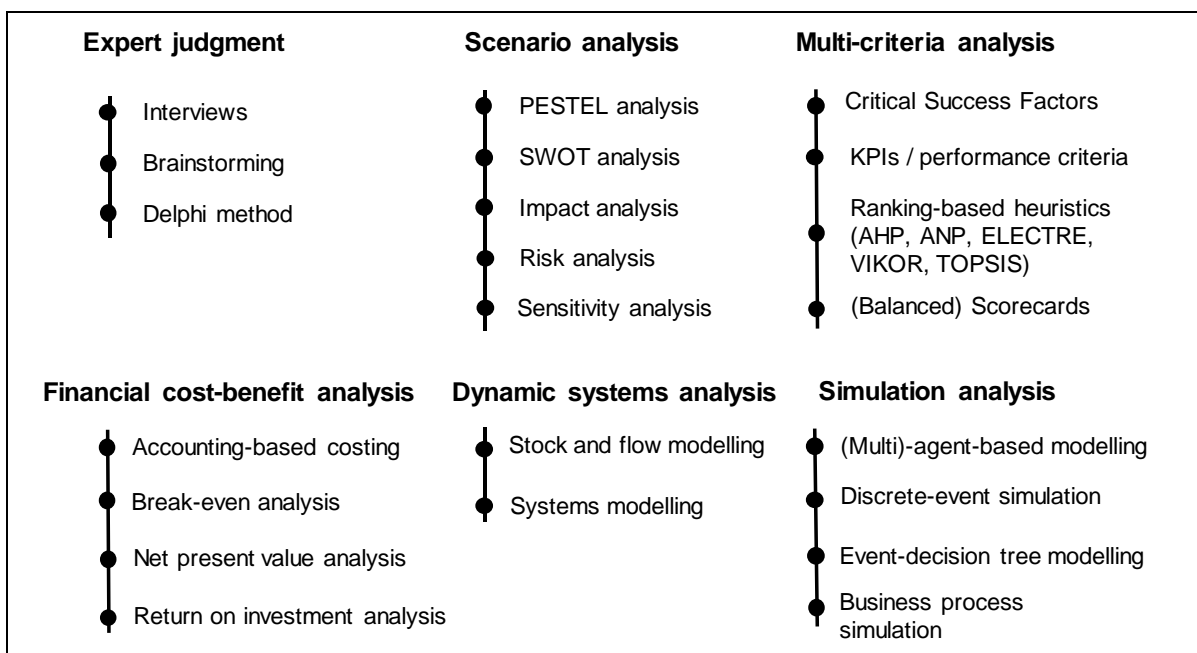 Expert judgment
Interviews
Brainstorming
Delphi method
Scenario analysis
PESTEL analysis
SWOT analysis
Impact analysis
Risk analysis
Sensitivity analysis
Multi-criteria analysis
Critical Success Factors
KPIs / performance criteria
Ranking-based heuristics
(AHP, ANP, ELECTRE,
VIKOR, TOPSIS)
(Balanced) Scorecards
Financial cost-benefit analysis
Accounting-based costing
Break-even analysis
Net present value analysis
Return on investment analysis
Dynamic systems analysis
Stock and flow modelling
Systems modelling
Simulation analysis
(Multi)-agent-based modelling
Discrete-event simulation
Event-decision tree modelling
Business process
simulation